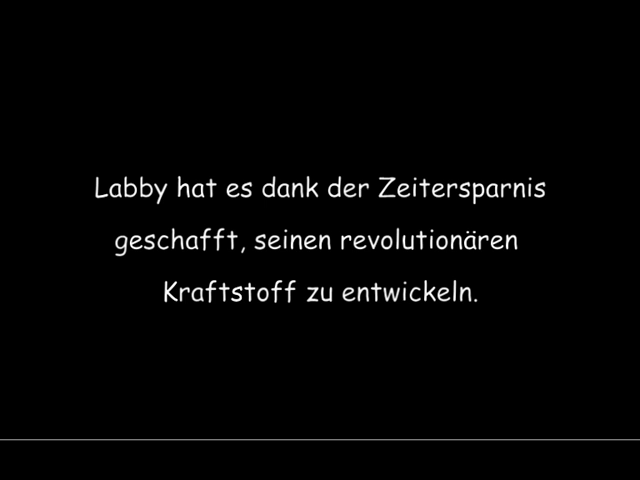 Labby hat es dank der Zeitersparnis
geschafft, seinen revolutionären
Kraftstoff zu entwickeln.